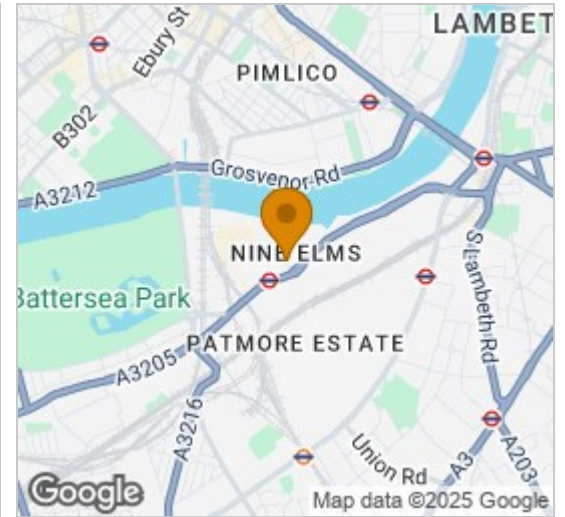 LAMBET
Ebury St
PIMLICO
B302
Grosvenor Rd
A3212
NINE ELMS
Battersea Park
S Lambeth Rd
PATMORE ESTATE
A3205
A3216
Union Rd
A3
A203
Google
Map data ©2025 Google